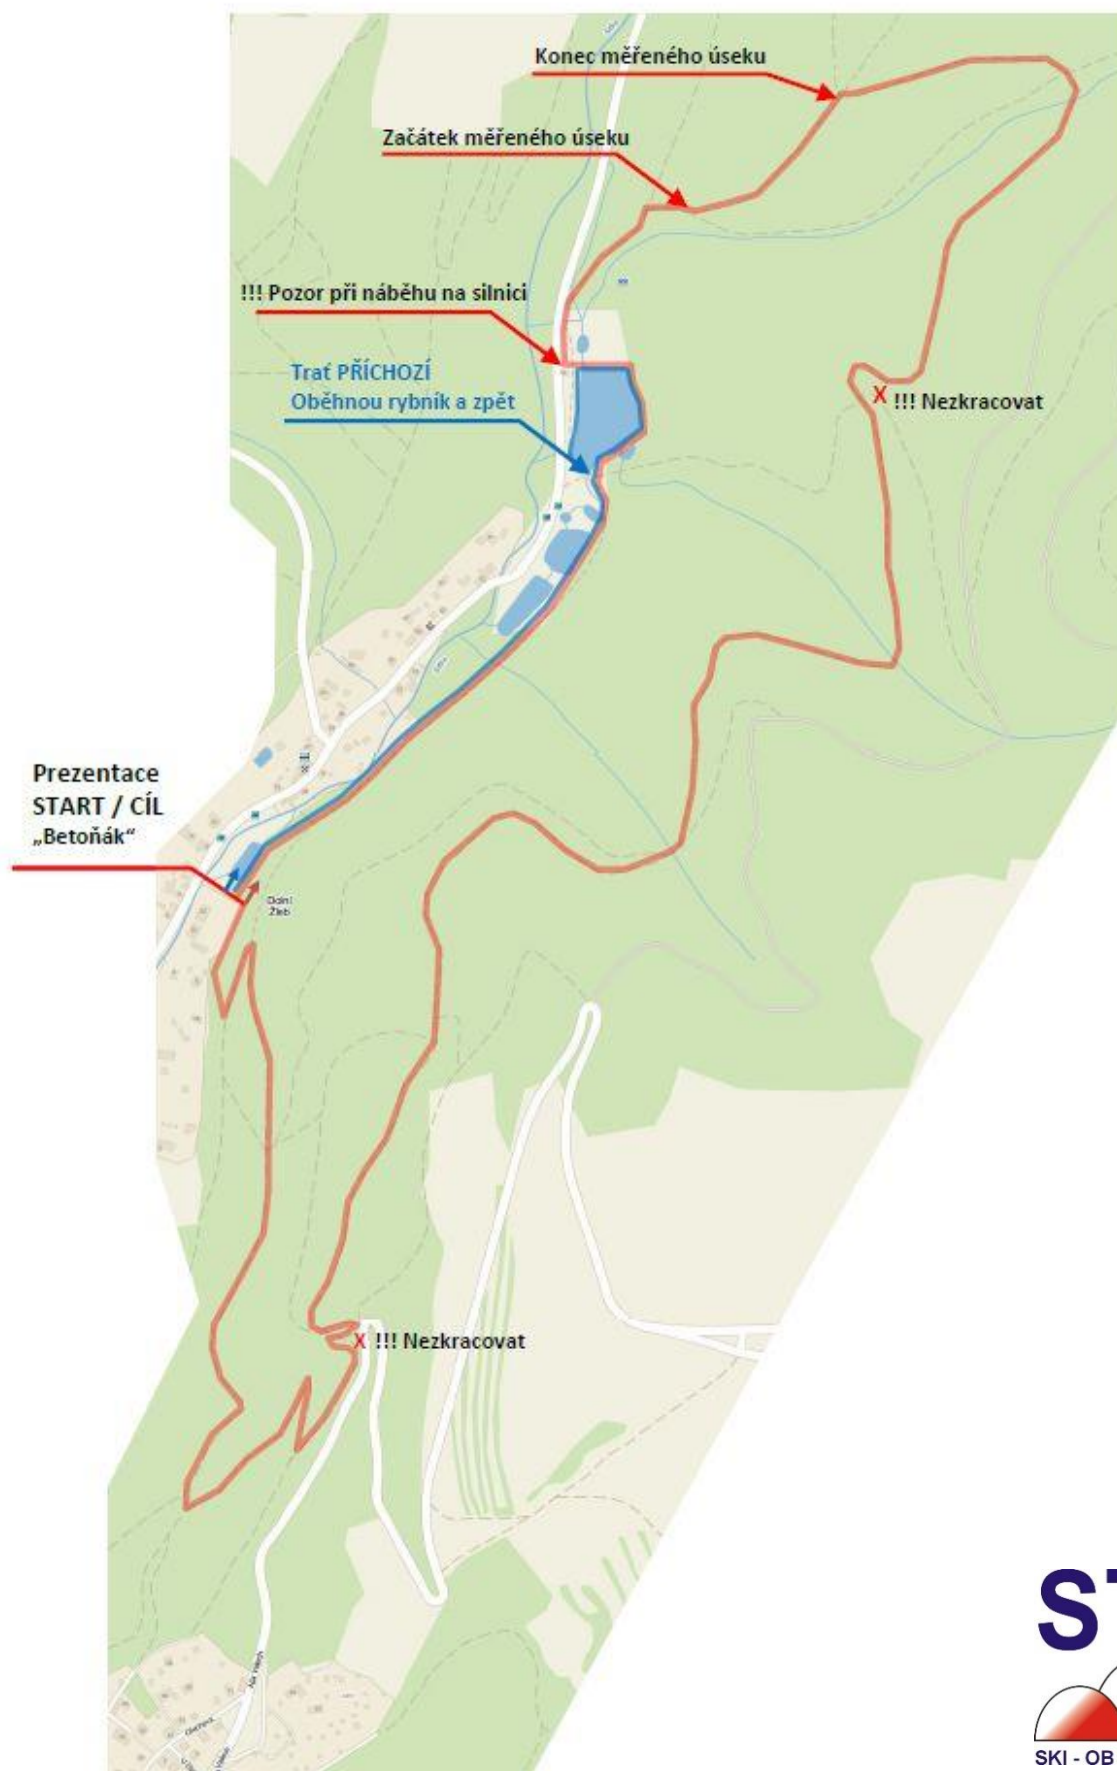 Konec měřeného úseku
Začátek měřeného úseku
!!! Pozor při náběhu na silnici
Trať PŘÍCHOZÍ
Oběhnou rybník a zpět
X !!! Nezkracovat
Prezentace
START / CÍL
„Betoňák“
Dolní
Žleb
X !!! Nezkracovat
SKI - OB